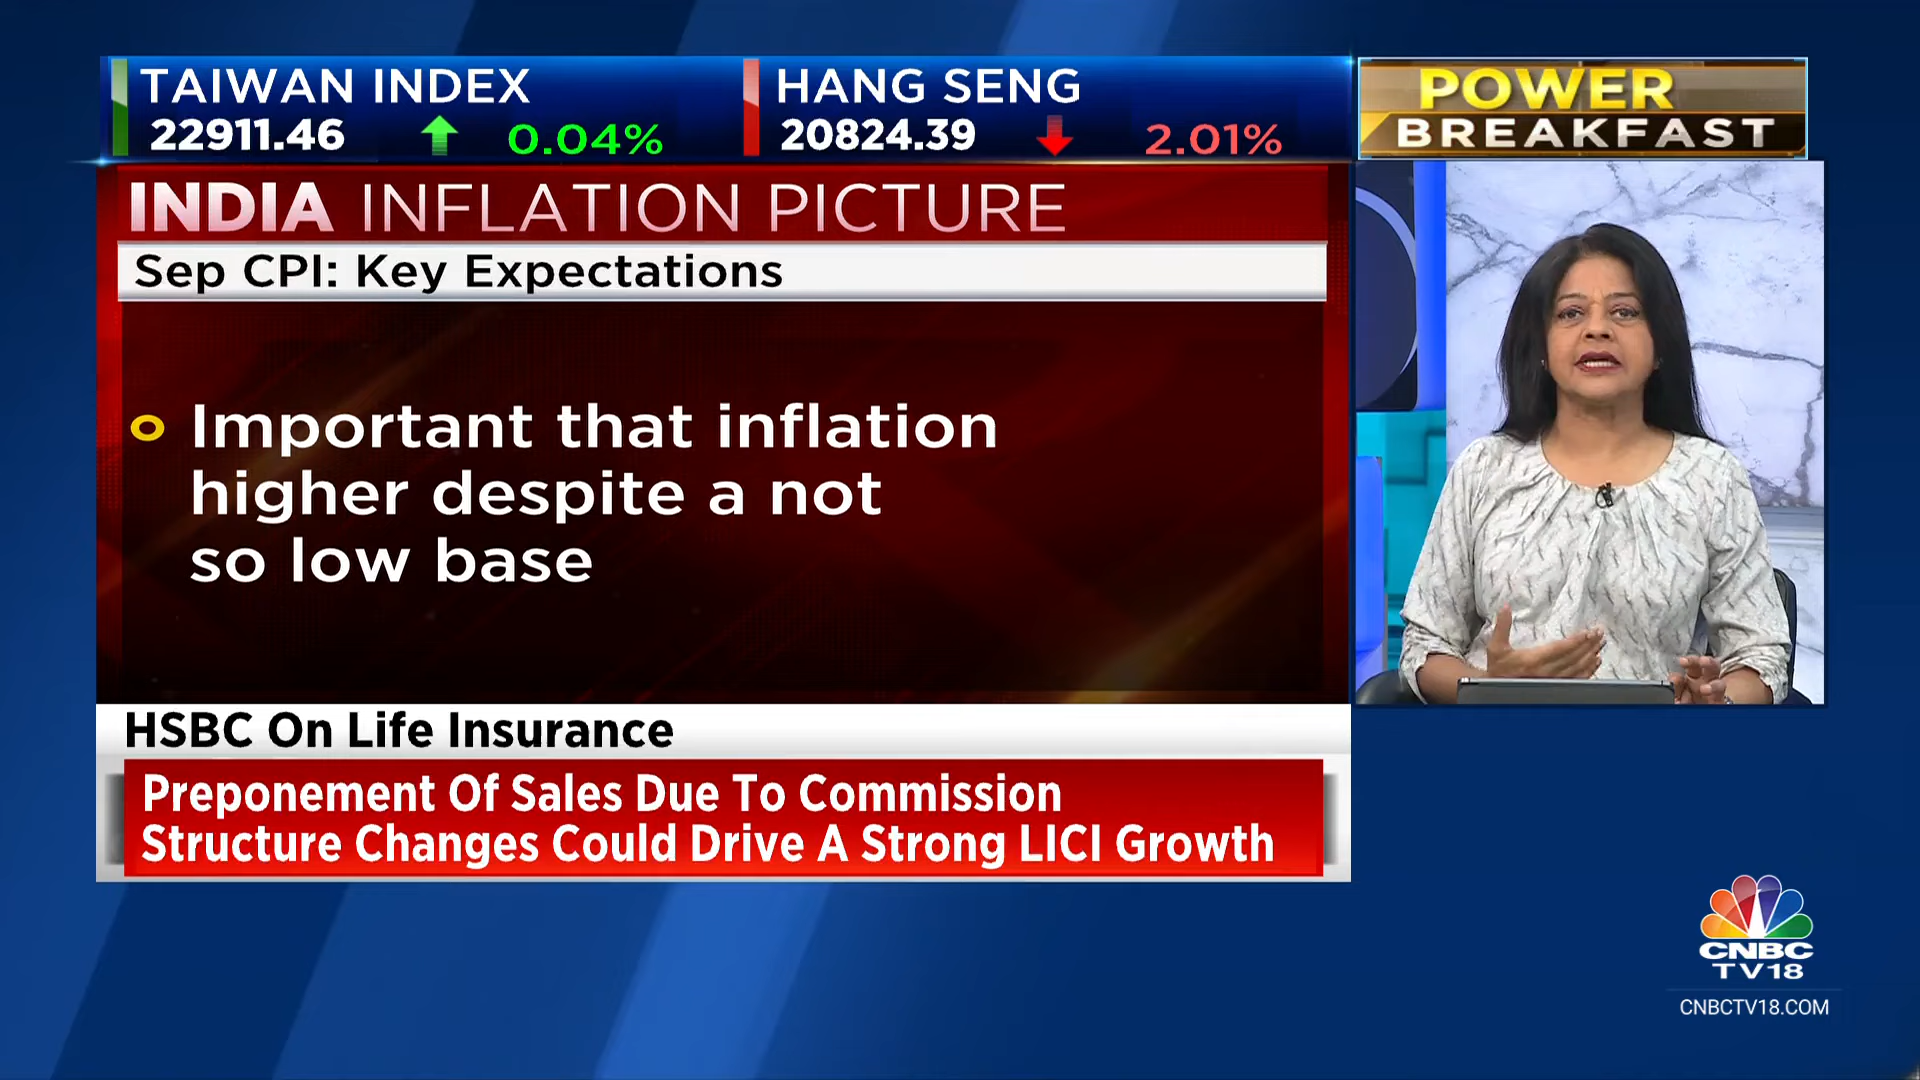 TAIWAN INDEX
22911.46 0.04%
HANG SENG
20824.39 2.01%
POWER
BREAKFAST
INDIA INFLATION PICTURE
Sep CPI: Key Expectations
Important that inflation
higher despite a not
so low base
HSBC On Life Insurance
Preponement Of Sales Due To Commission
Structure Changes Could Drive A Strong LICI Growth
CNBC
TV18
CNBCTV18.COM